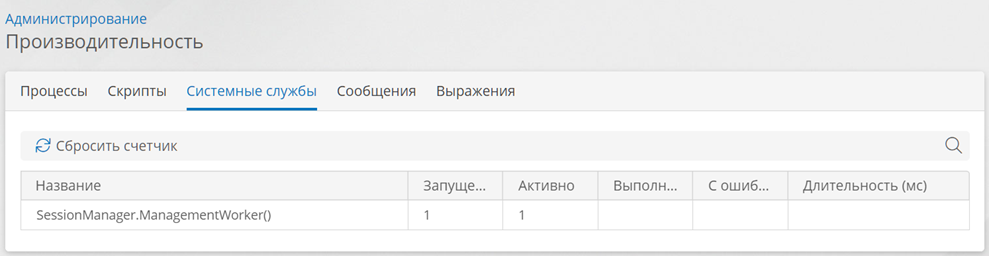 Администрирование
Производительность
Процессы Скрипты Системные службы Сообщения Выражения
Сбросить счетчик
Название Запуще... Активно Выполн... С ошиб... Длительность (мс)
SessionManager.ManagementWorker() 1 1